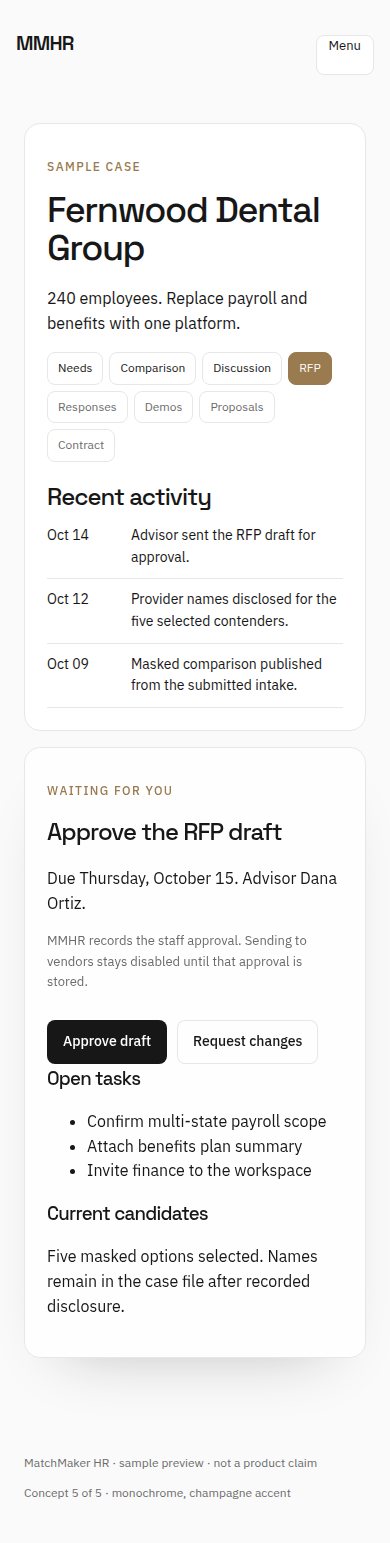 MMHR
Menu
SAMPLE CASE
Fernwood Dental
Group
240 employees. Replace payroll and
benefits with one platform.
Needs Comparison Discussion RFP
Responses Demos Proposals
Contract
Recent activity
Oct 14 Advisor sent the RFP draft for
approval.
Oct 12 Provider names disclosed for the
five selected contenders.
Oct 09 Masked comparison published
from the submitted intake.
WAITING FOR YOU
Approve the RFP draft
Due Thursday, October 15. Advisor Dana
Ortiz.
MMHR records the staff approval. Sending to
vendors stays disabled until that approval is
stored.
Approve draft Request changes
Open tasks
• Confirm multi-state payroll scope
• Attach benefits plan summary
• Invite finance to the workspace
Current candidates
Five masked options selected. Names
remain in the case file after recorded
disclosure.
MatchMaker HR · sample preview · not a product claim
Concept 5 of 5 · monochrome, champagne accent